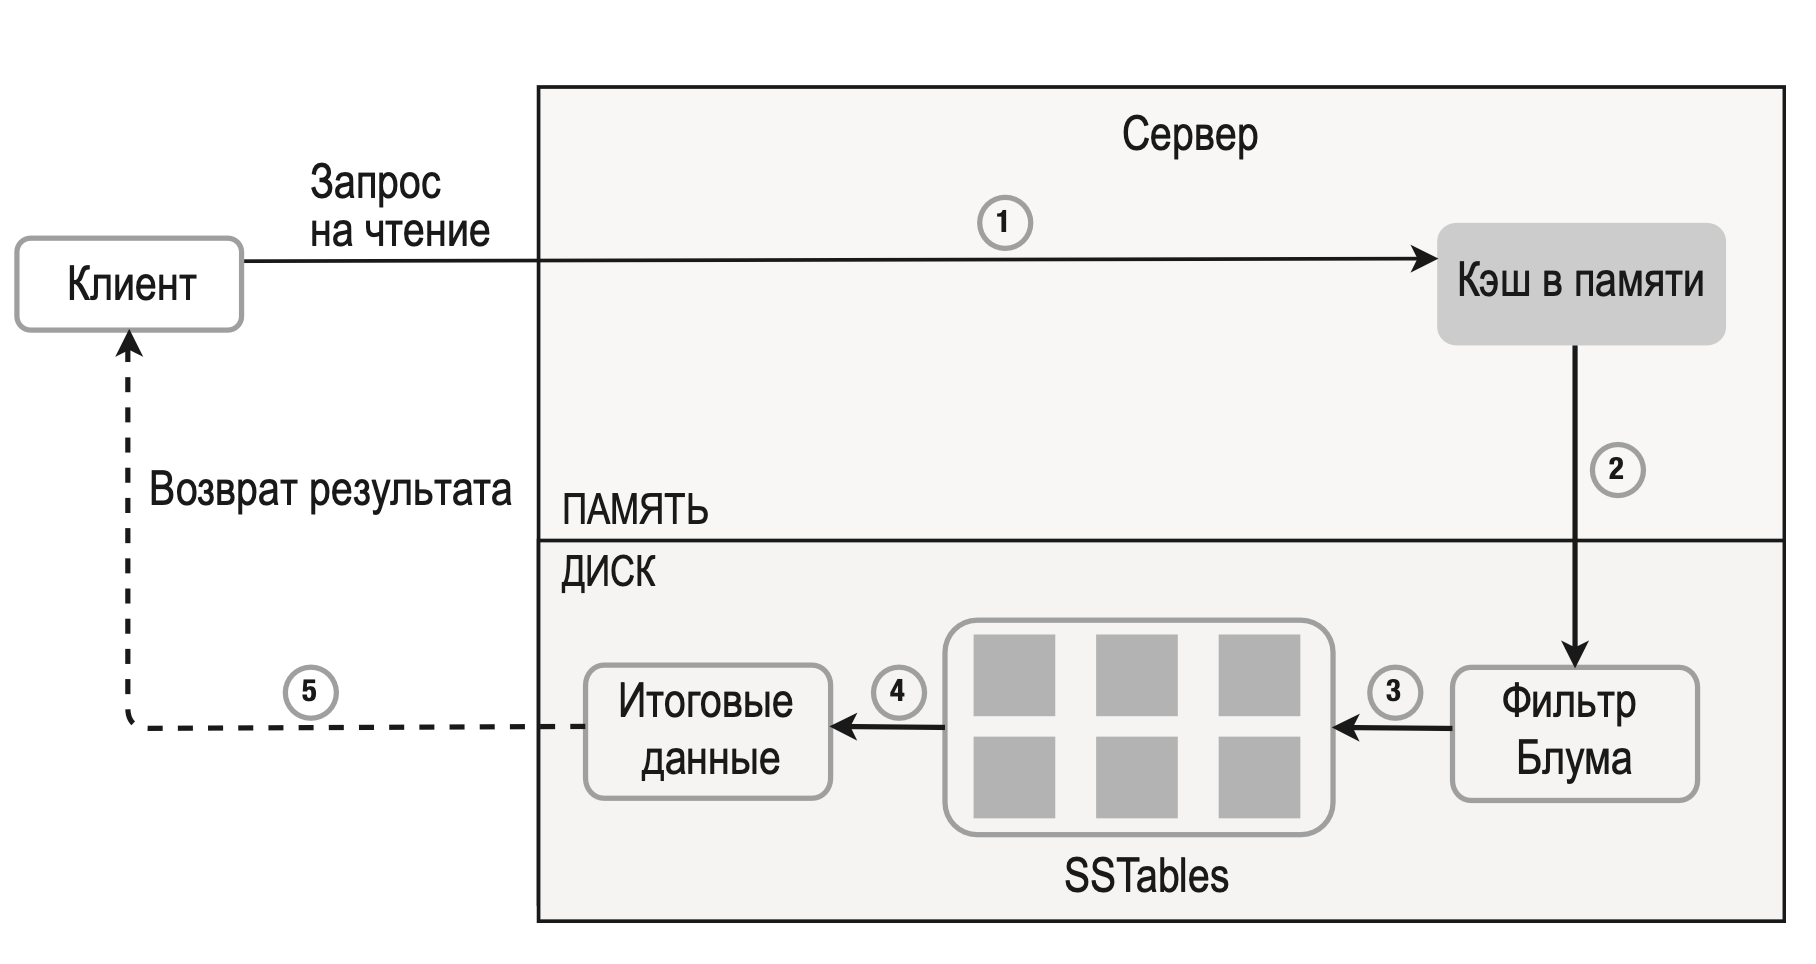 Сервер
Запрос
на чтение
1
Клиент
Кэш в памяти
2
Возврат результата
ПАМЯТЬ
ДИСК
5
Итоговые
данные
4
3
Фильтр
Блума
SSTables